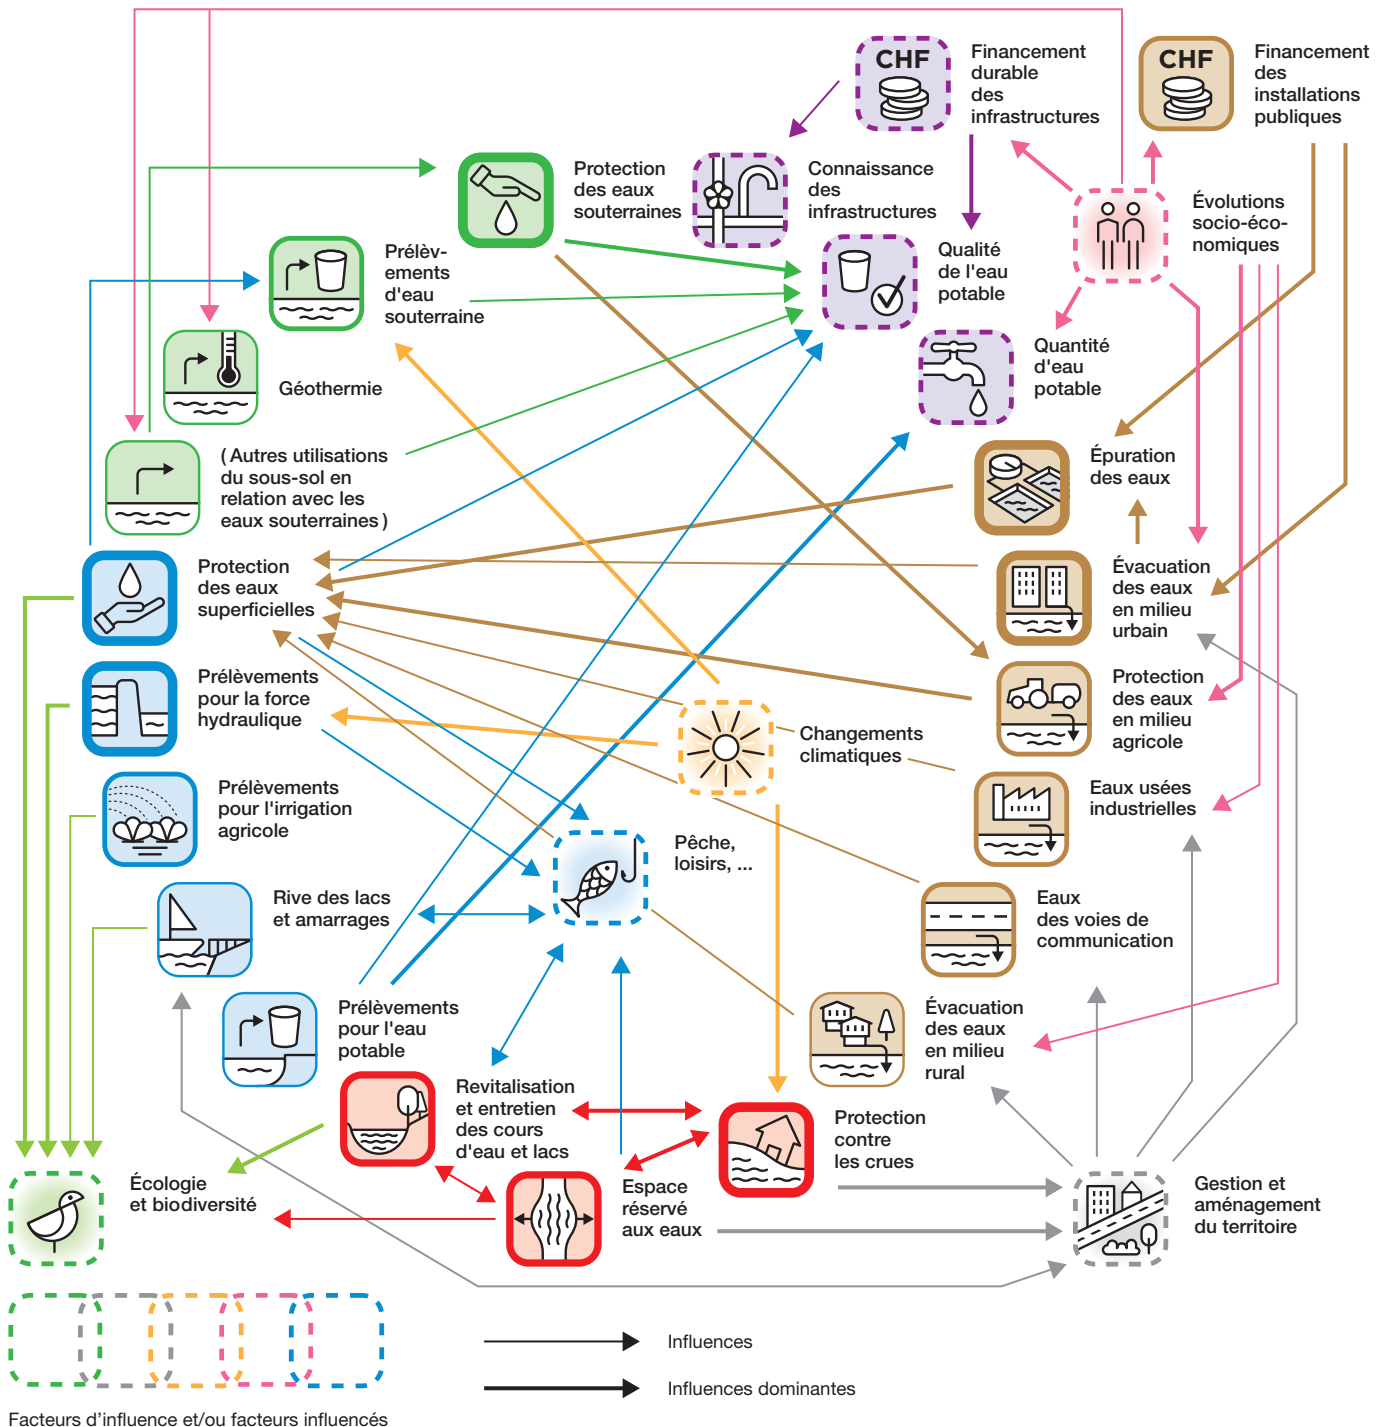 CHF
Financement
durable
des
infrastructures
CHF
Financement
des
installations
publiques
Protection
des eaux
souterraines
Connaissance
des
infrastructures
Évolutions
socio-éco-
nomiques
Prélèv-
ements
d'eau
souterraine
Qualité
de l'eau
potable
Quantité
d'eau
potable
Géothermie
(Autres utilisations
du sous-sol en
relation avec les
eaux souterraines)
Épuration
des eaux
Protection
des eaux
superficielles
Évacuation
des eaux
en milieu
urbain
Prélèvements
pour la force
hydraulique
Protection
des eaux
en milieu
agricole
Changements
climatiques
Prélèvements
pour l'irrigation
agricole
Eaux usées
industrielles
Pêche,
loisirs, ...
Rive des lacs
et amarrages
Eaux
des voies de
communication
Prélèvements
pour l'eau
potable
Évacuation
des eaux
en milieu
rural
Revitalisation
et entretien
des cours
d'eau et lacs
Protection
contre
les crues
Écologie
et biodiversité
Espace
réservé
aux eaux
Gestion et
aménagement
du territoire
Influences
Influences dominantes
Facteurs d’influence et/ou facteurs influencés